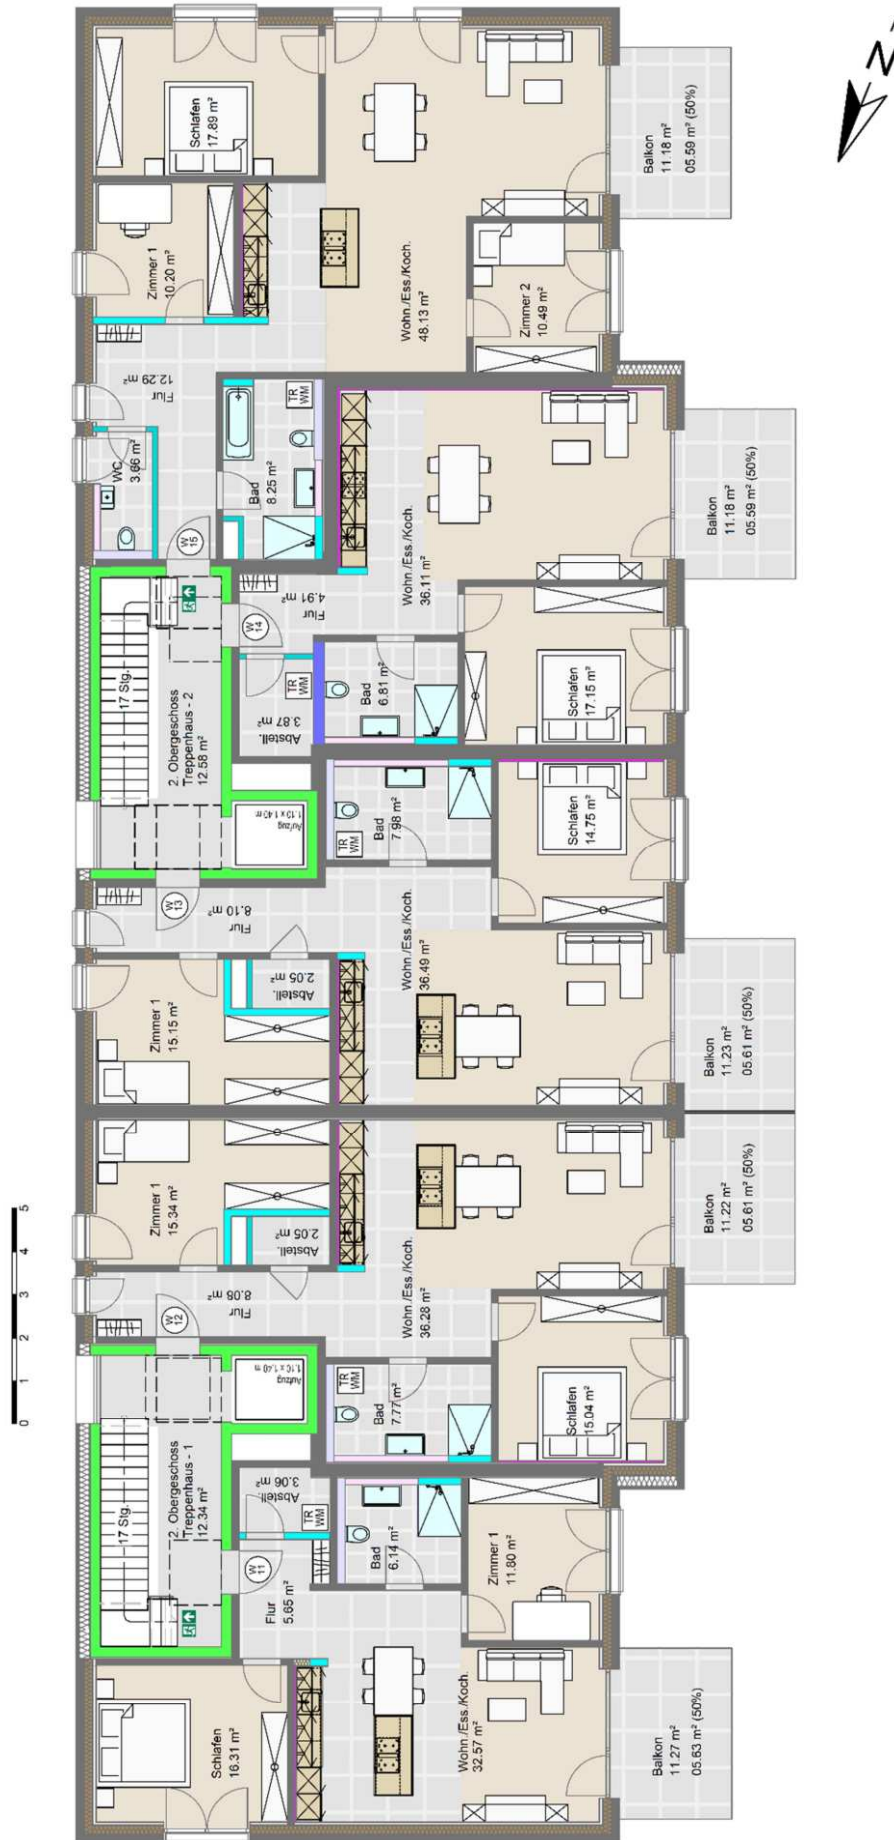 N
Schlafen
17.89 m²
Balkon
11.18 m²
05.59 m² (50%)
Zimmer 1
10.20 m²
Wohn./Ess./Koch.
48.13 m²
Zimmer 2
10.49 m²
Flur
12.29 m²
WC
3.66 m²
Bad
8.25 m²
TR
WM
W
15
Wohn./Ess./Koch.
36.11 m²
Balkon
11.18 m²
05.59 m² (50%)
Flur
4.91 m²
W
14
17 Stg.
2. Obergeschoss
Treppenhaus - 2
12.58 m²
Abstell.
3.87 m²
TR
WM
Bad
6.81 m²
Schlafen
17.15 m²
Aufzug
1.10 x 1.40 m
Bad
7.98 m²
TR
WM
Schlafen
14.75 m²
W
13
Flur
8.10 m²
Wohn./Ess./Koch.
36.49 m²
Abstell.
2.05 m²
Zimmer 1
15.15 m²
Balkon
11.23 m²
05.61 m² (50%)
Zimmer 1
15.34 m²
Abstell.
2.05 m²
Balkon
11.22 m²
05.61 m² (50%)
Flur
8.08 m²
W
12
Wohn./Ess./Koch.
36.28 m²
0 1 2 3 4 5
Aufzug
1.10 x 1.40 m
TR
WM
Bad
7.77 m²
Schlafen
15.04 m²
17 Stg.
2. Obergeschoss
Treppenhaus - 1
12.34 m²
Abstell.
3.06 m²
TR
WM
Bad
6.14 m²
Zimmer 1
11.80 m²
W
11
Flur
5.65 m²
Schlafen
16.31 m²
Wohn./Ess./Koch.
32.57 m²
Balkon
11.27 m²
05.63 m² (50%)